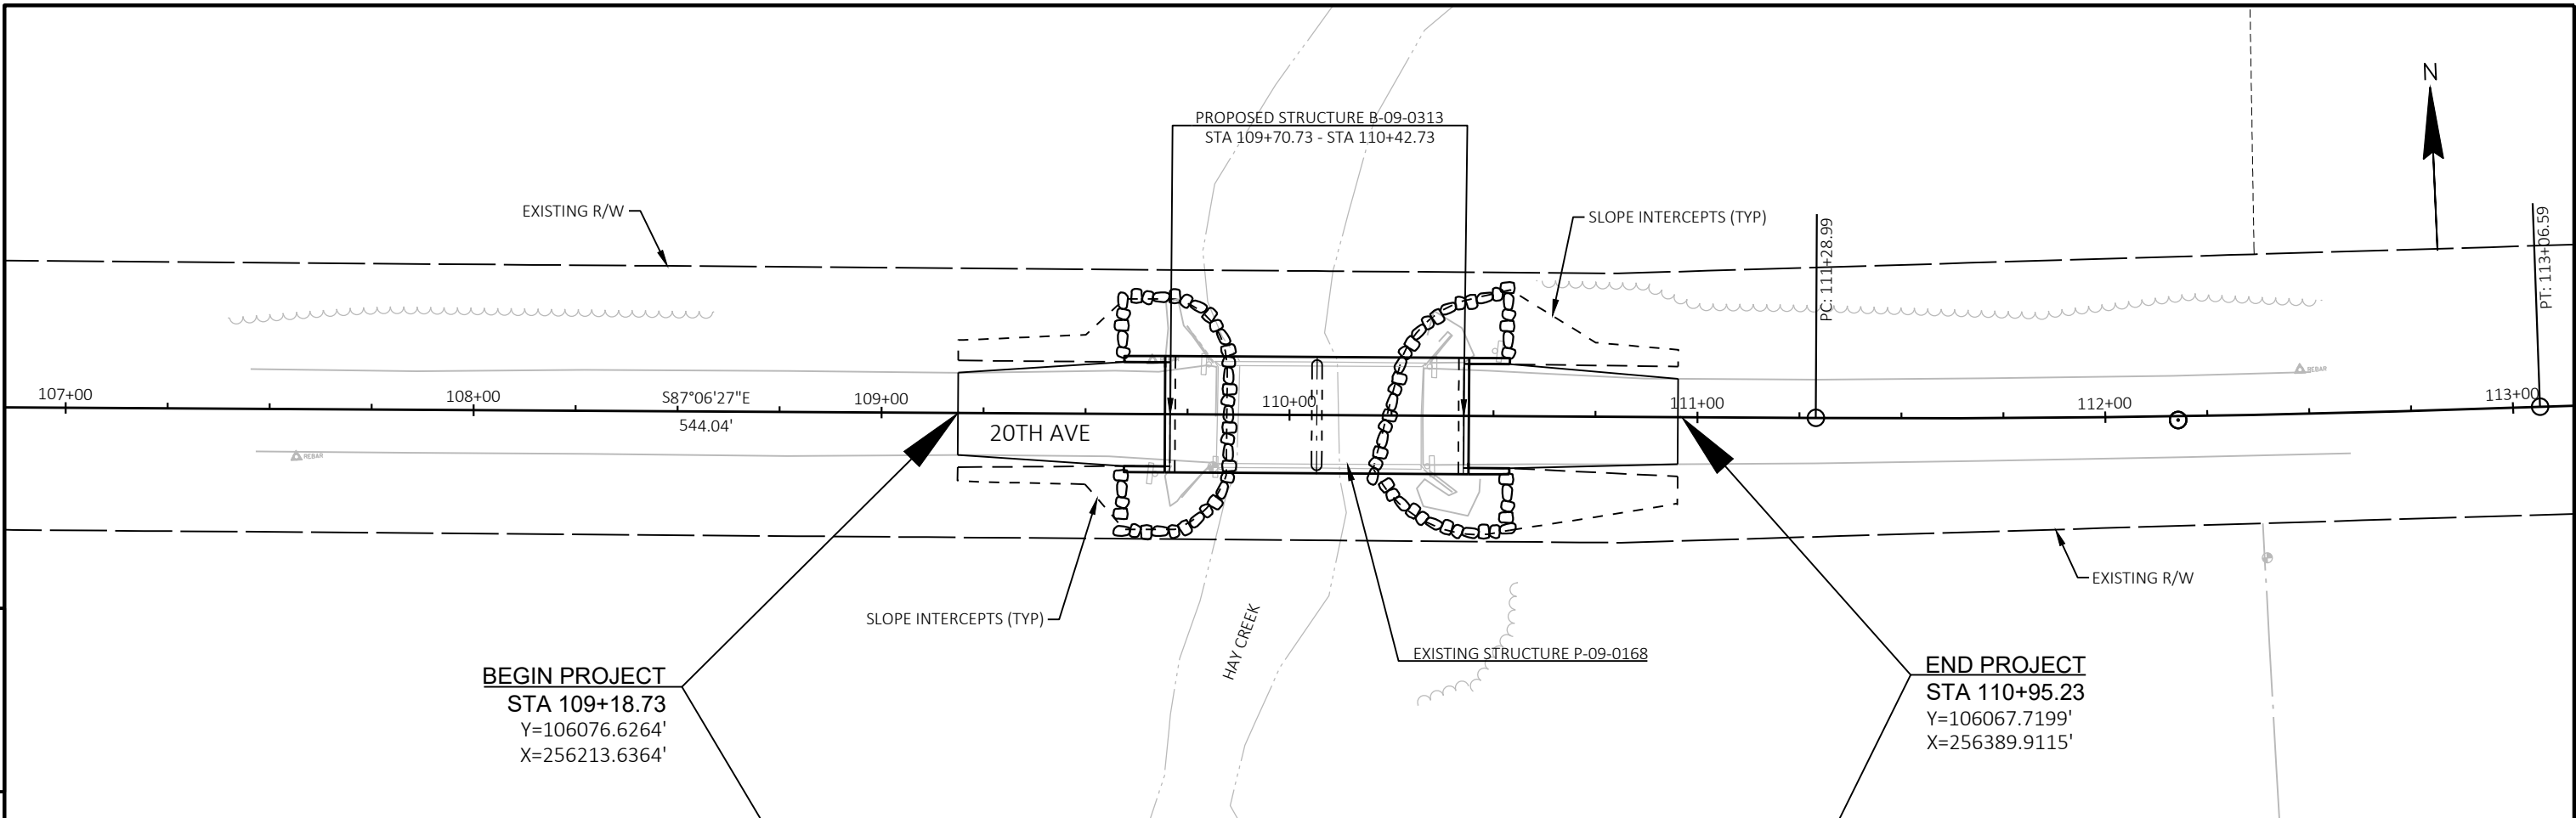 N
PROPOSED STRUCTURE B-09-0313
STA 109+70.73 - STA 110+42.73
EXISTING R/W
SLOPE INTERCEPTS (TYP)
PC: 111+28.99
PT: 113+06.59
REBAR
107+00
108+00
S87°06'27"E
544.04'
109+00
110+00
111+00
112+00
113+00
20TH AVE
REBAR
SLOPE INTERCEPTS (TYP)
HAY CREEK
EXISTING STRUCTURE P-09-0168
EXISTING R/W
BEGIN PROJECT
STA 109+18.73
Y=106076.6264'
X=256213.6364'
END PROJECT
STA 110+95.23
Y=106067.7199'
X=256389.9115'